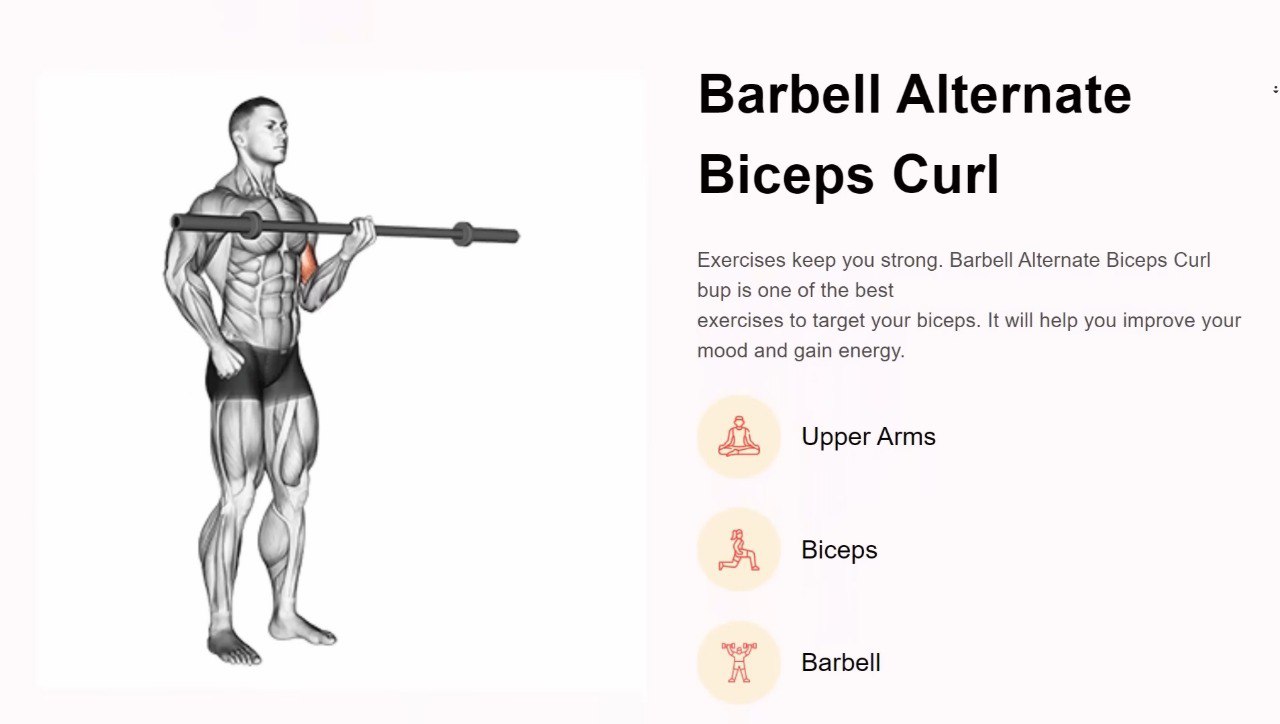 Barbell Alternate
Biceps Curl
Exercises keep you strong. Barbell Alternate Biceps Curl
bup is one of the best
exercises to target your biceps. It will help you improve your
mood and gain energy.
Upper Arms
Biceps
Barbell